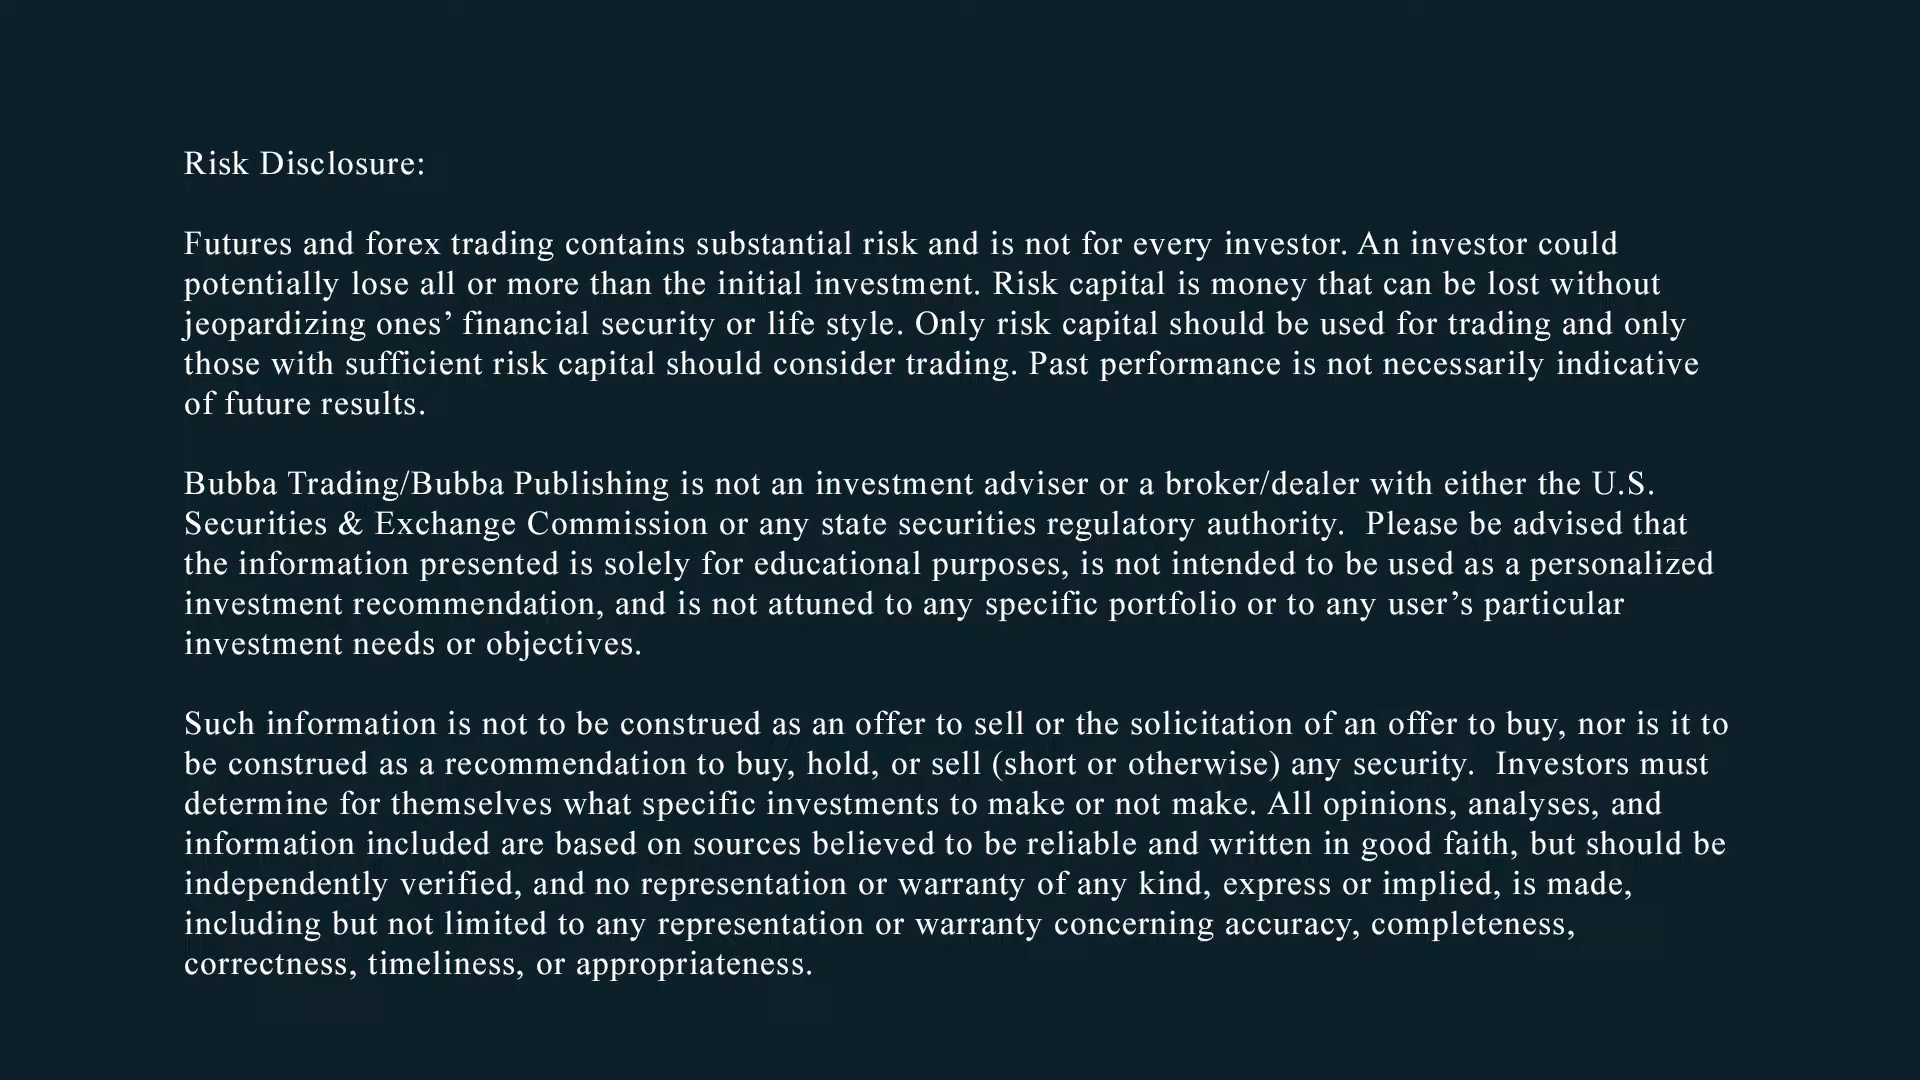 Risk Disclosure:
Futures and forex trading contains substantial risk and is not for every investor. An investor could
potentially lose all or more than the initial investment. Risk capital is money that can be lost without
jeopardizing ones’ financial security or life style. Only risk capital should be used for trading and only
those with sufficient risk capital should consider trading. Past performance is not necessarily indicative
of future results.
Bubba Trading/Bubba Publishing is not an investment adviser or a broker/dealer with either the U.S.
Securities & Exchange Commission or any state securities regulatory authority.  Please be advised that
the information presented is solely for educational purposes, is not intended to be used as a personalized
investment recommendation, and is not attuned to any specific portfolio or to any user’s particular
investment needs or objectives.
Such information is not to be construed as an offer to sell or the solicitation of an offer to buy, nor is it to
be construed as a recommendation to buy, hold, or sell (short or otherwise) any security.  Investors must
determine for themselves what specific investments to make or not make. All opinions, analyses, and
information included are based on sources believed to be reliable and written in good faith, but should be
independently verified, and no representation or warranty of any kind, express or implied, is made,
including but not limited to any representation or warranty concerning accuracy, completeness,
correctness, timeliness, or appropriateness.